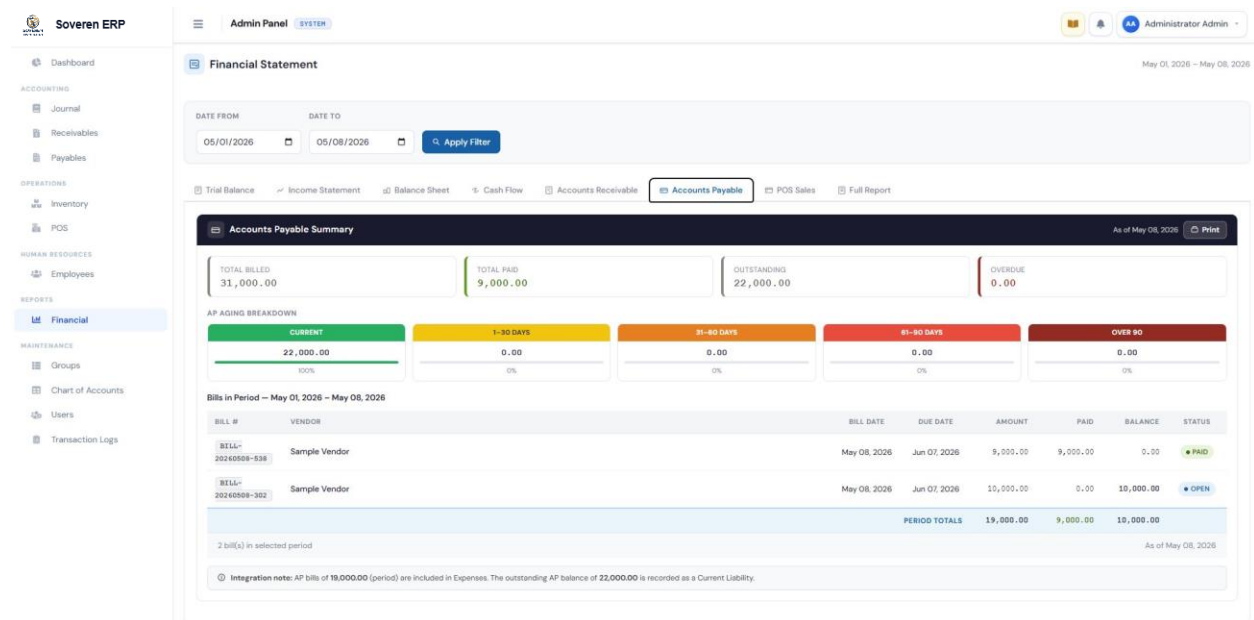 Soveren ERP
Admin Panel SYSTEM
AA Administrator Admin
Dashboard
ACCOUNTING
Journal
Receivables
Payables
OPERATIONS
Inventory
POS
HUMAN RESOURCES
Employees
REPORTS
Financial
MAINTENANCE
Groups
Chart of Accounts
Users
Transaction Logs
Financial Statement
May 01, 2026 – May 08, 2026
DATE FROM DATE TO
05/01/2026 05/08/2026 Apply Filter
Trial Balance Income Statement Balance Sheet Cash Flow Accounts Receivable Accounts Payable POS Sales Full Report
Accounts Payable Summary As of May 08, 2026 Print
TOTAL BILLED TOTAL PAID OUTSTANDING OVERDUE
31,000.00 9,000.00 22,000.00 0.00
AP AGING BREAKDOWN
CURRENT 1–30 DAYS 31–60 DAYS 61–90 DAYS OVER 90
22,000.00 0.00 0.00 0.00 0.00
100% 0% 0% 0% 0%
Bills in Period — May 01, 2026 – May 08, 2026
BILL # VENDOR BILL DATE DUE DATE AMOUNT PAID BALANCE STATUS
BILL-
20260508-536 Sample Vendor May 08, 2026 Jun 07, 2026 9,000.00 9,000.00 0.00 PAID
BILL-
20260508-302 Sample Vendor May 08, 2026 Jun 07, 2026 10,000.00 0.00 10,000.00 OPEN
PERIOD TOTALS 19,000.00 9,000.00 10,000.00
2 bill(s) in selected period As of May 08, 2026
Integration note: AP bills of 19,000.00 (period) are included in Expenses. The outstanding AP balance of 22,000.00 is recorded as a Current Liability.